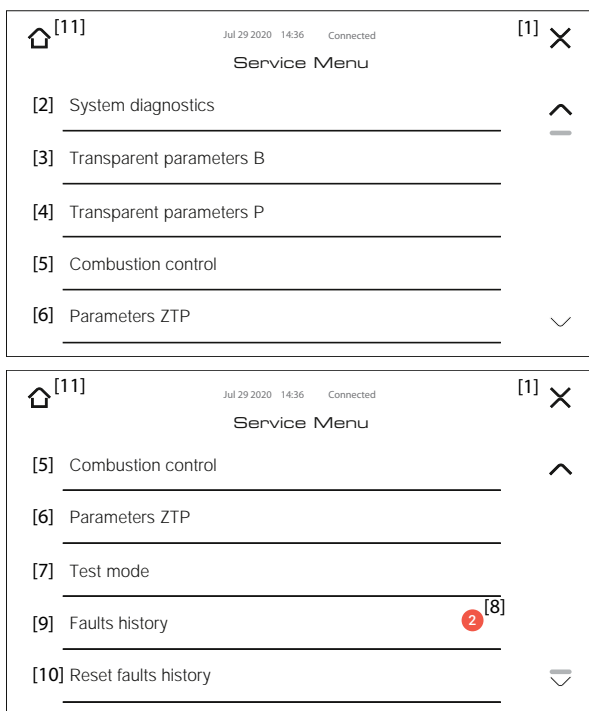 [11] Jul 29 2020 14:36 Connected [1]
Service Menu
[2] System diagnostics
[3] Transparent parameters B
[4] Transparent parameters P
[5] Combustion control
[6] Parameters ZTP
[11] Jul 29 2020 14:36 Connected [1]
Service Menu
[5] Combustion control
[6] Parameters ZTP
[7] Test mode
[9] Faults history 2 [8]
[10] Reset faults history